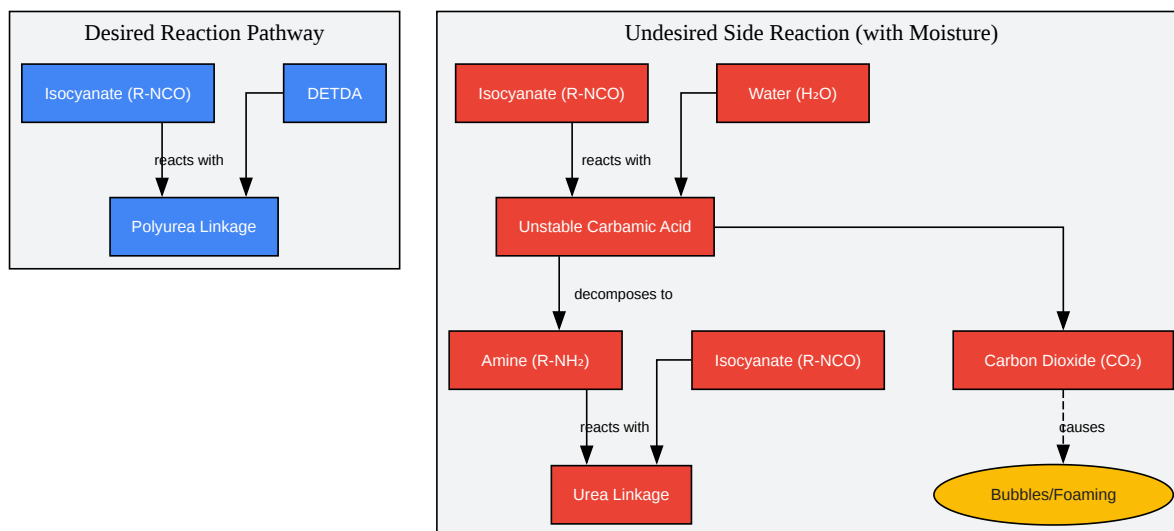 Desired Reaction Pathway
Isocyanate (R-NCO)
DETDA
reacts with
Polyurea Linkage
Undesired Side Reaction (with Moisture)
Isocyanate (R-NCO)
Water (H₂O)
reacts with
Unstable Carbamic Acid
decomposes to
Amine (R-NH₂)
Isocyanate (R-NCO)
Carbon Dioxide (CO₂)
reacts with
causes
Urea Linkage
Bubbles/Foaming